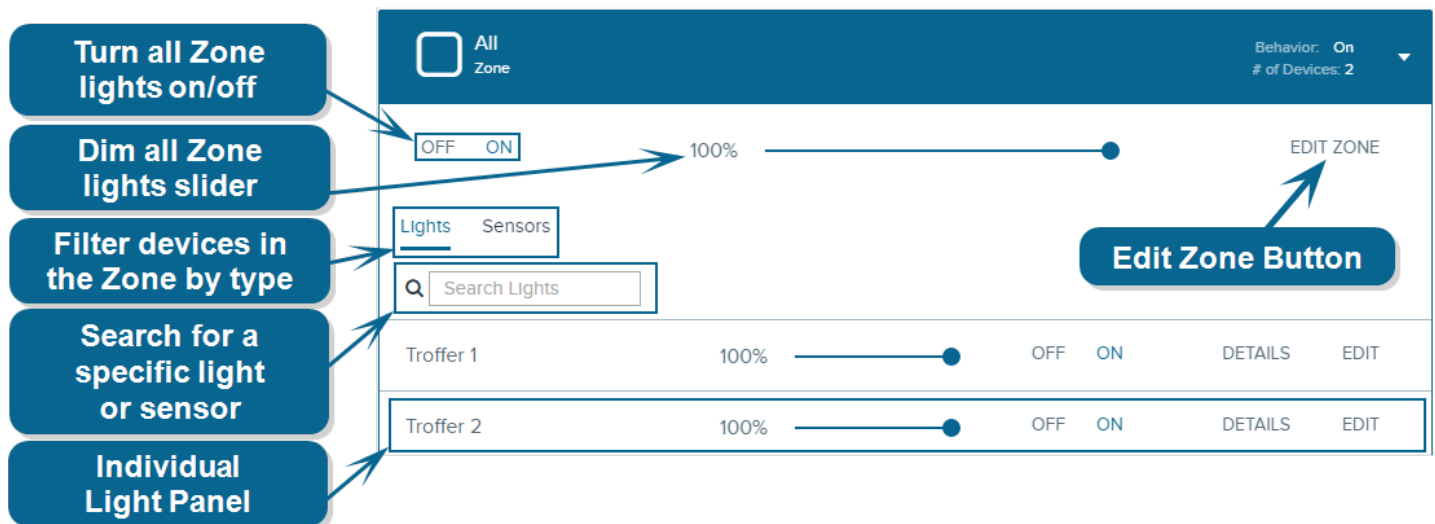 Turn all Zone
lights on/off
Dim all Zone
lights slider
Filter devices in
the Zone by type
Search for a
specific light
or sensor
Individual
Light Panel
All
Zone
Behavior: On
# of Devices: 2
OFF ON
100%
EDIT ZONE
Lights Sensors
Edit Zone Button
Search Lights
Troffer 1 100% OFF ON DETAILS EDIT
Troffer 2 100% OFF ON DETAILS EDIT